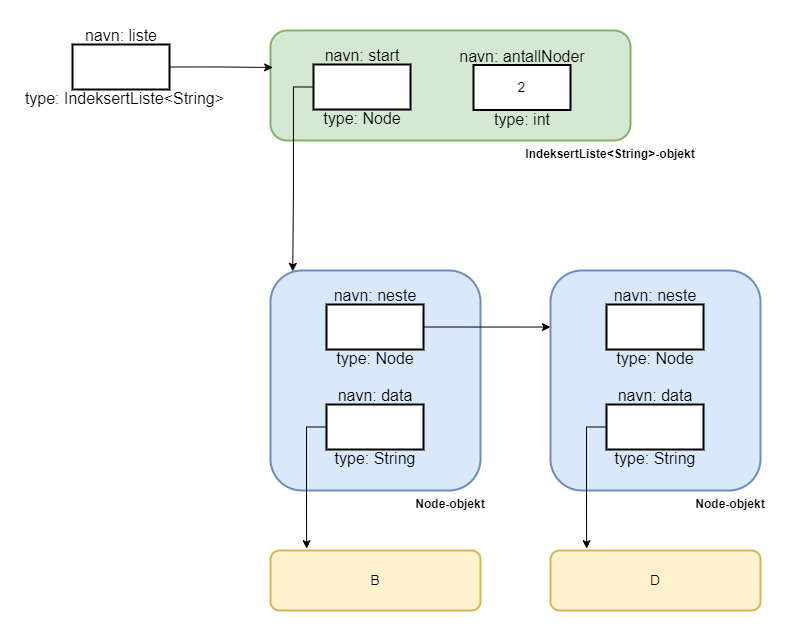 navn: liste
type: IndeksertListe<String>
navn: start
type: Node
navn: antallNoder
2
type: int
IndeksertListe<String>-objekt
navn: neste
type: Node
navn: data
type: String
Node-objekt
navn: neste
type: Node
navn: data
type: String
Node-objekt
B
D